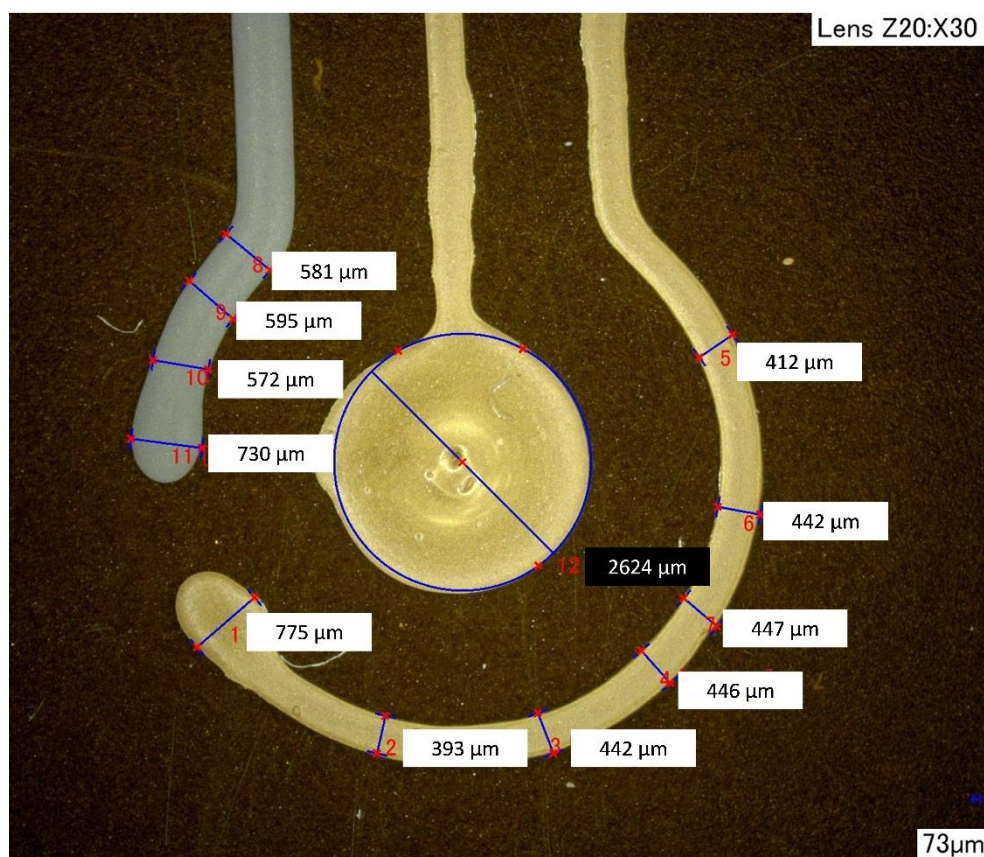 Lens Z20:X30
8
581 µm
9
595 µm
5
412 µm
10
572 µm
11
730 µm
6
442 µm
12
2624 µm
1
775 µm
7
447 µm
4
446 µm
2
393 µm
3
442 µm
73µm